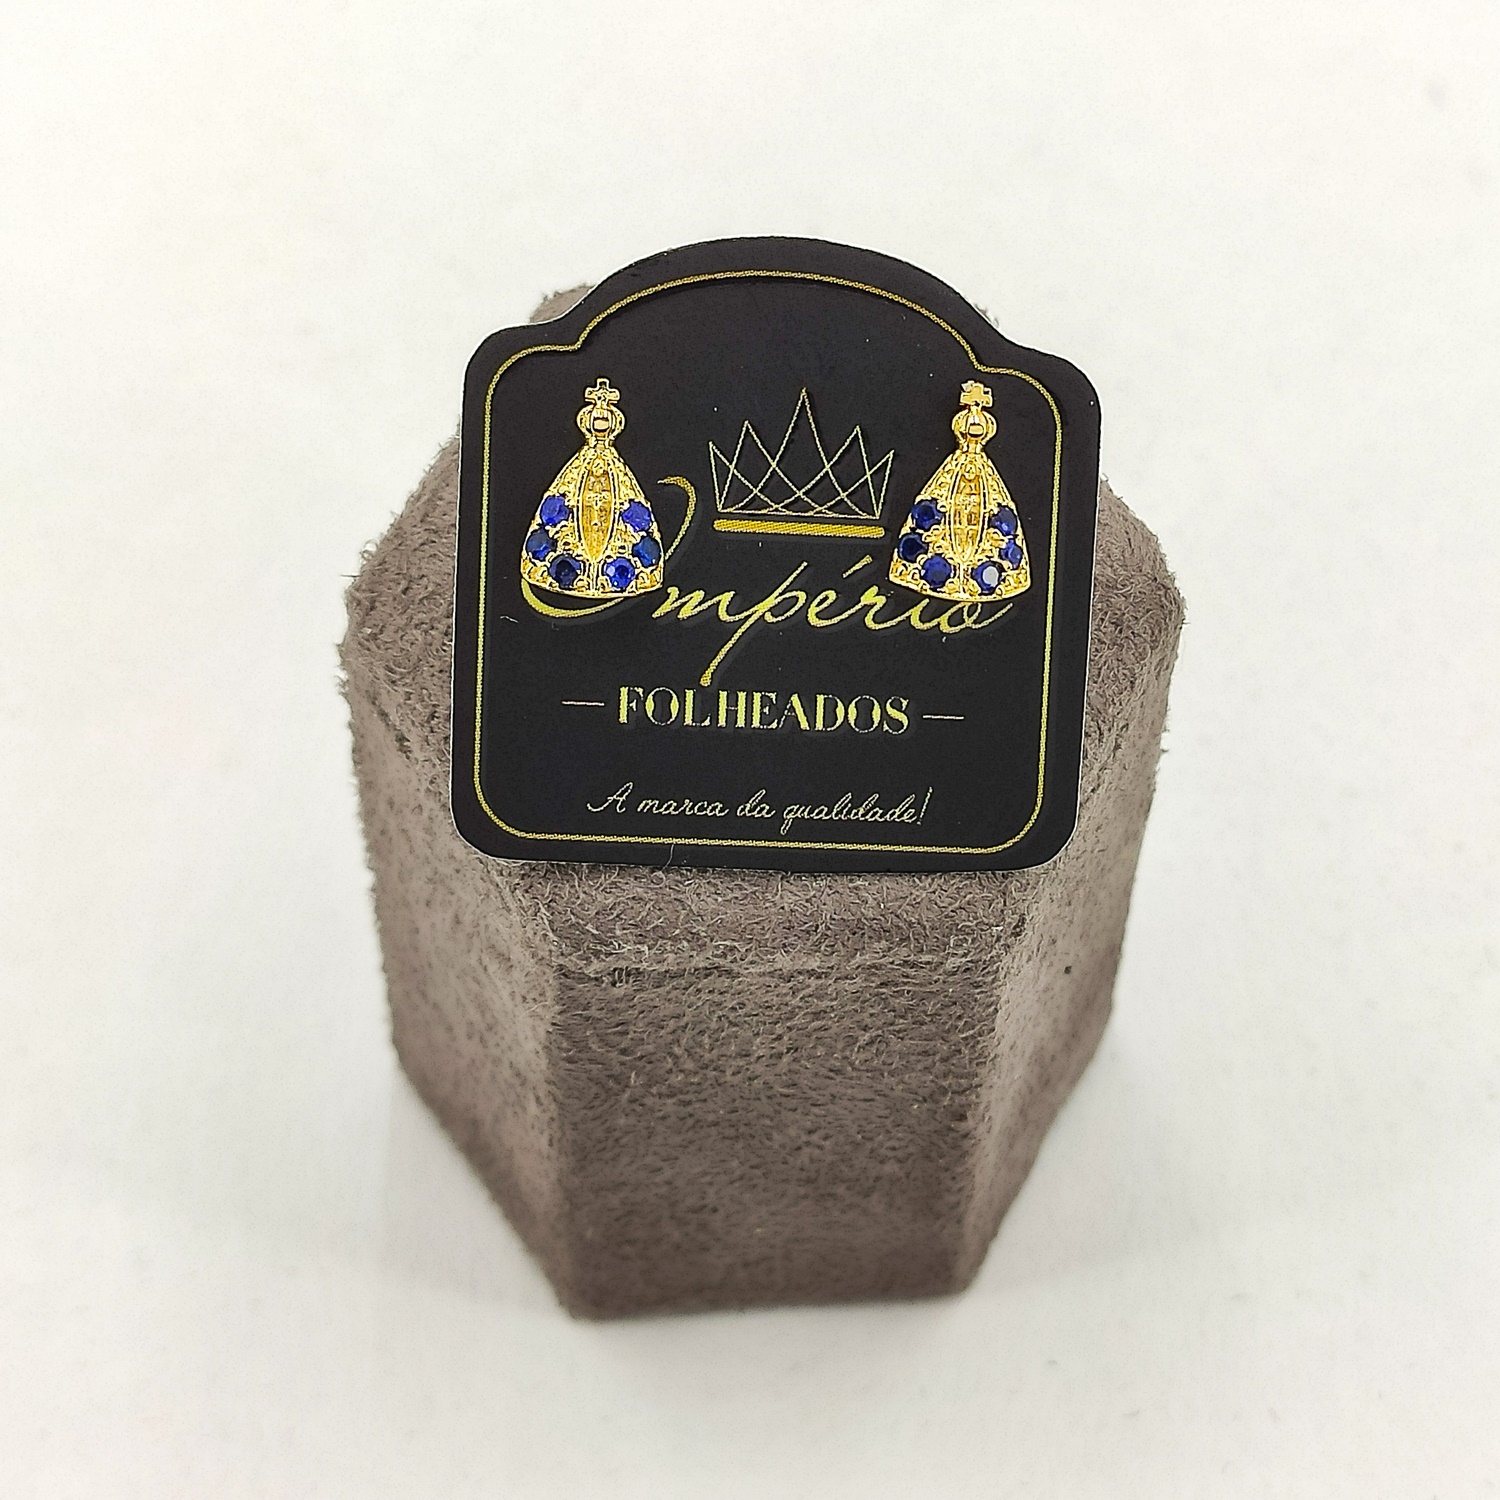 Império
FOLHEADOS
A marca da qualidade!